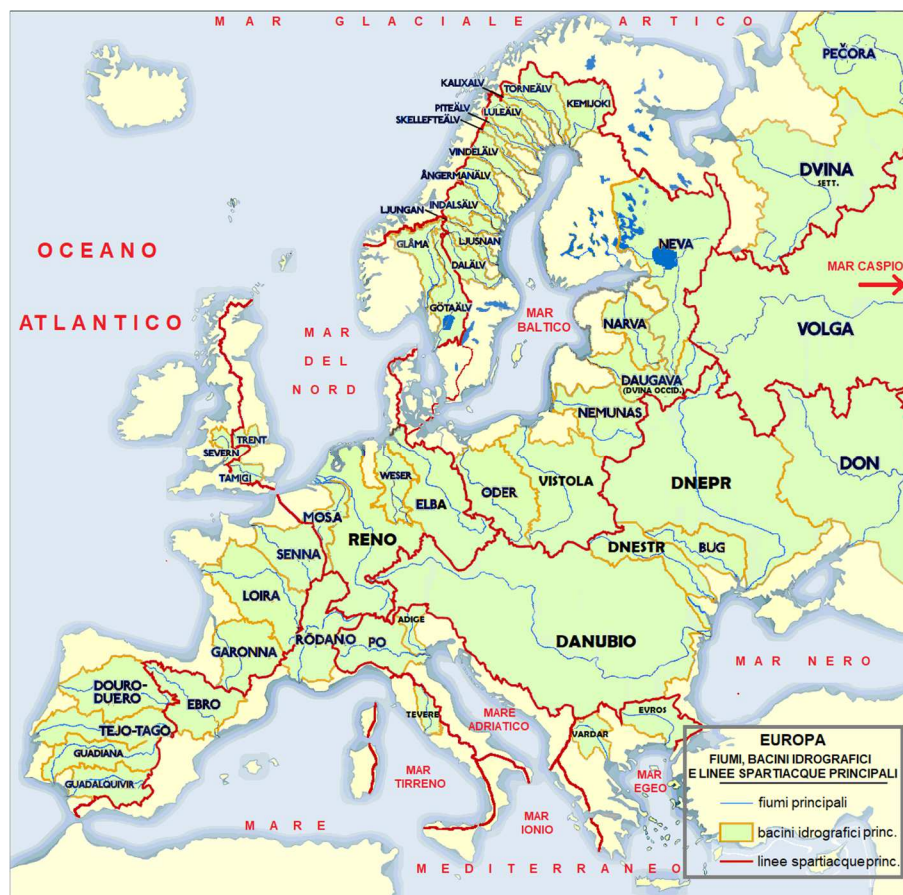 MAR GLACIALE ARTICO
PEČORA
KALIXALV
TORNEÄLV
KEMIJOKI
PITEÄLV
LULEÄLV
SKELLEFTEÄLV
VINDELÄLV
DVINA
SETT.
ÅNGERMANÄLV
INDALSÄLV
LJUNGAN
OCEANO
ATLANTICO
GLÅMA
LJUSNAN
DALÄLV
NEVA
MAR CASPIO
GÖTAÄLV
MAR
BALTICO
NARVA
VOLGA
MAR
DEL
NORD
DAUGAVA
(DVINA OCCID.)
NEMUNAS
TRENT
SEVERN
TAMIGI
WESER
ELBA
ODER
VISTOLA
DNEPR
DON
MOSA
RENO
SENNA
DNESTR
BUG
LOIRA
ADIGE
RÓDANO
PO
DANUBIO
GARONNA
MAR NERO
DOURO-
DUERO
EBRO
TEJO-TAGO
TEVERE
MARE
ADRIATICO
EVROS
VARDAR
GUADIANA
GUADALQUIVIR
MAR
TIRRENO
MAR
EGEO
MAR
IONIO
MARE
MEDITERRANEO
EUROPA
FIUMI, BACINI IDROGRAFICI
E LINEE SPARTIACQUE PRINCIPALI
fiumi principali
bacini idrografici princ.
linee spartiacque princ.